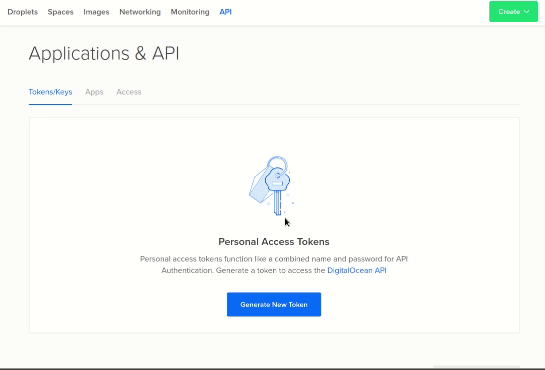 Droplets Spaces Images Networking Monitoring API Create
Applications & API
Tokens/Keys Apps Access
Personal Access Tokens
Personal access tokens function like a combined name and password for API
Authentication. Generate a token to access the DigitalOcean API
Generate New Token